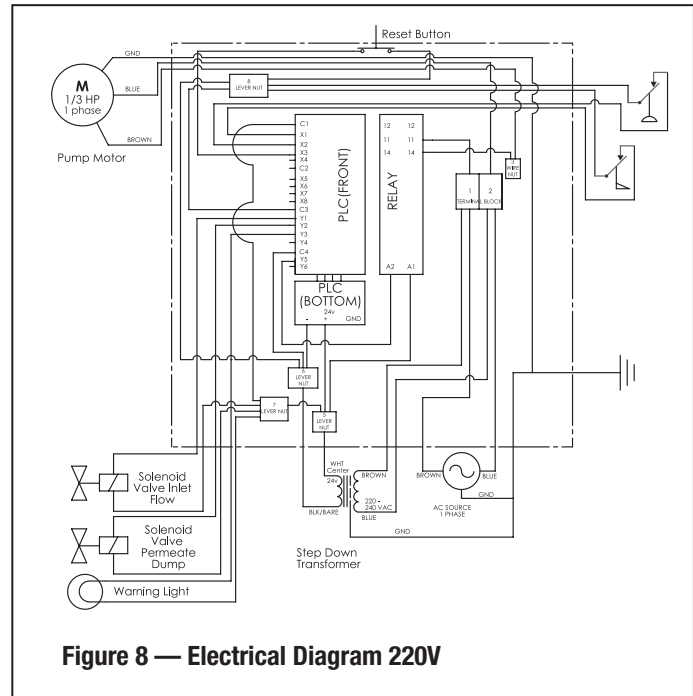 Reset Button
GND
M
1/3 HP
1 phase
BLUE
BROWN
Pump Motor
8
LEVER NUT
C1
X1
X2
X3
X4
C2
X5
X6
X7
X8
C3
Y1
Y2
Y3
Y4
C4
Y5
Y6
PLC(FRONT)
12
11
14
RELAY
12
11
14
A2
A1
3
WIRE
NUT
1
2
TERMINAL BLOCK
PLC
(BOTTOM)
24v
-
+
GND
6
LEVER
NUT
7
LEVER NUT
5
LEVER
NUT
WHT
Center
24v
BROWN
220 -
240 VAC
BLK/BARE
BLUE
GND
BROWN
BLUE
GND
AC SOURCE
1 PHASE
Solenoid
Valve Inlet
Flow
Solenoid
Valve
Permeate
Dump
Warning Light
Step Down
Transformer
Figure 8 — Electrical Diagram 220V